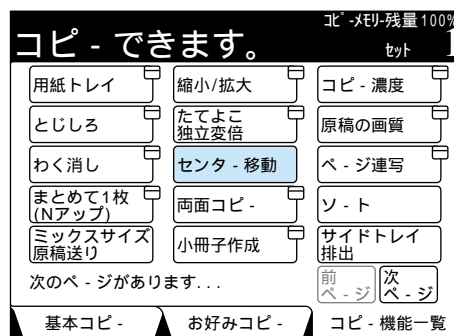 コピ-メモリ-残量100%
コピ-できます。
セット 1
用紙トレイ
縮小/拡大
コピ-濃度
とじしろ
たてよこ
独立変倍
原稿の画質
わく消し
センタ-移動
ペ-ジ連写
まとめて1枚
(Nアップ)
両面コピ-
ソ-ト
ミックスサイズ
原稿送り
小冊子作成
サイドトレイ
排出
次のペ-ジがあります...
前
ペ-ジ
次
ペ-ジ
基本コピ-
お好みコピ-
コピ-機能一覧